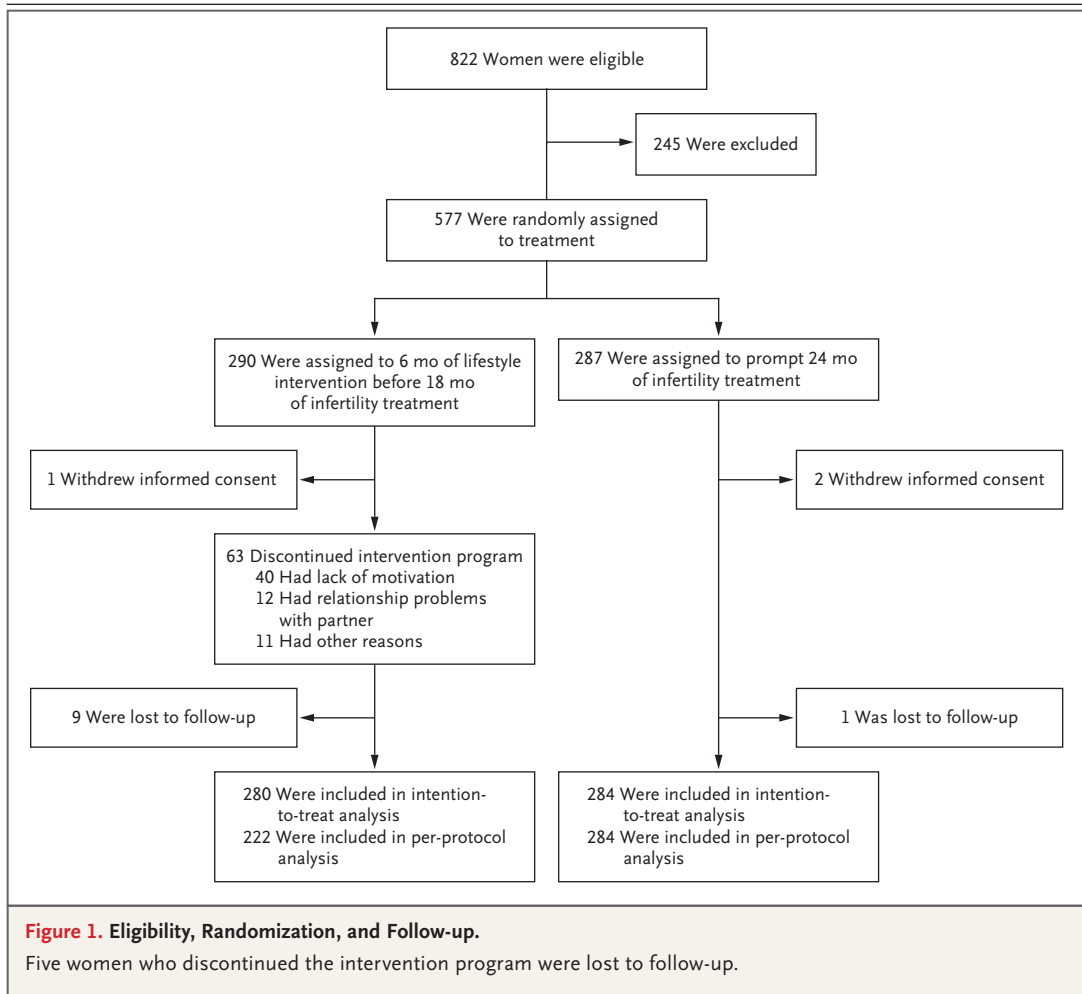 822 Women were eligible
245 Were excluded
577 Were randomly assigned
to treatment
290 Were assigned to 6 mo of lifestyle
intervention before 18 mo
of infertility treatment
287 Were assigned to prompt 24 mo
of infertility treatment
1 Withdrew informed consent
2 Withdrew informed consent
63 Discontinued intervention program
40 Had lack of motivation
12 Had relationship problems
with partner
11 Had other reasons
9 Were lost to follow-up
1 Was lost to follow-up
280 Were included in intention-
to-treat analysis
222 Were included in per-protocol
analysis
284 Were included in intention-
to-treat analysis
284 Were included in per-protocol
analysis
Figure 1. Eligibility, Randomization, and Follow-up.
Five women who discontinued the intervention program were lost to follow-up.